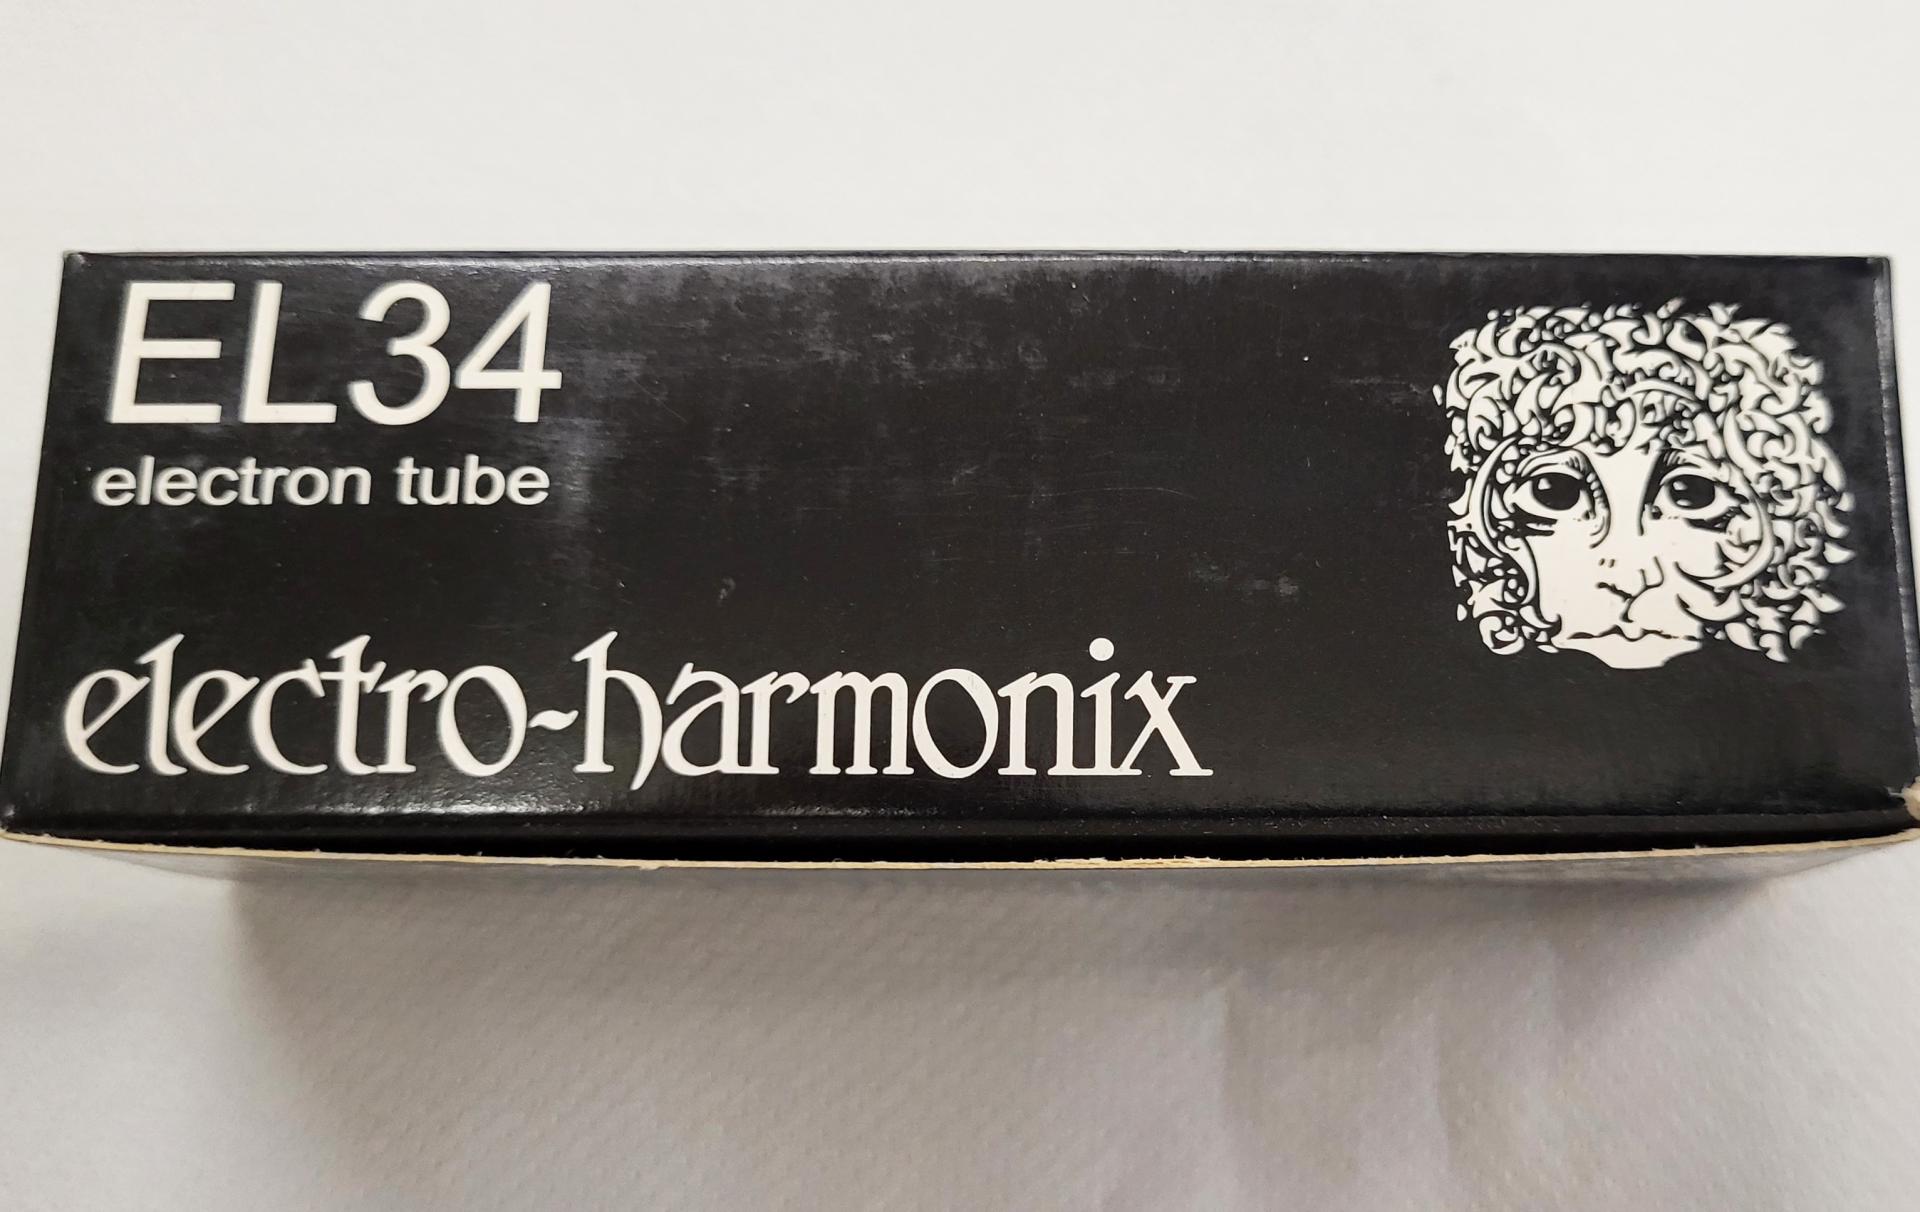 EL34
electron tube
electro-harmonix